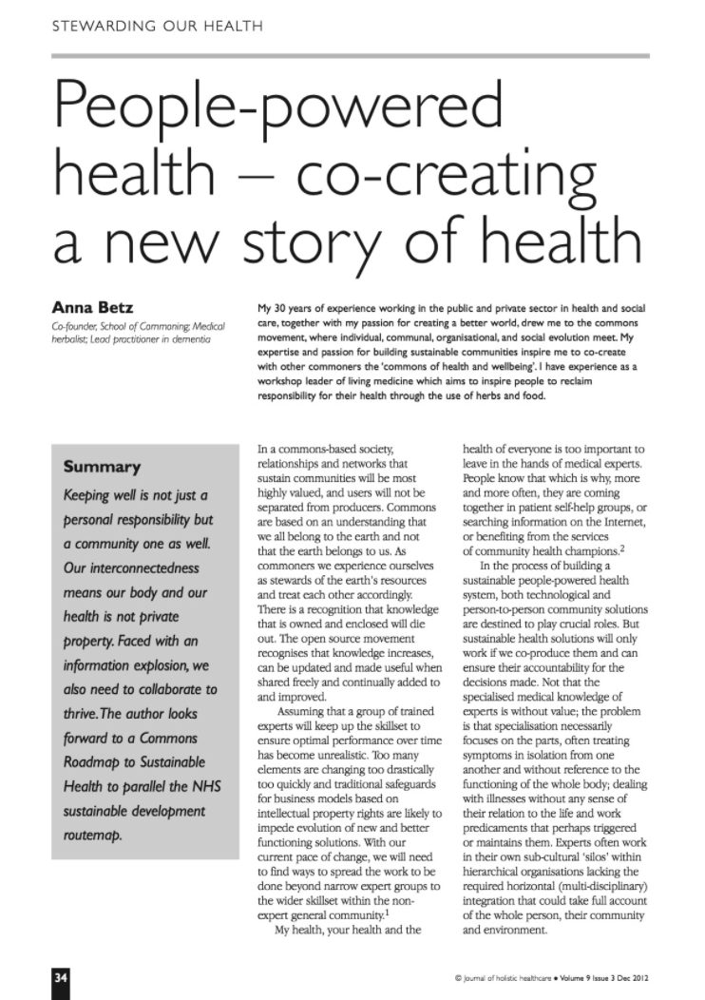 STEWARDING OUR HEALTH
People-powered
health – co-creating
a new story of health
Anna Betz
Co-founder, School of Commoning; Medical
herbalist; Lead practitioner in dementia
My 30 years of experience working in the public and private sector in health and social
care, together with my passion for creating a better world, drew me to the commons
movement, where individual, communal, organisational, and social evolution meet. My
expertise and passion for building sustainable communities inspire me to co-create
with other commoners the ‘commons of health and wellbeing’. I have experience as a
workshop leader of living medicine which aims to inspire people to reclaim
responsibility for their health through the use of herbs and food.
Summary
Keeping well is not just a
personal responsibility but
a community one as well.
Our interconnectedness
means our body and our
health is not private
property. Faced with an
information explosion, we
also need to collaborate to
thrive. The author looks
forward to a Commons
Roadmap to Sustainable
Health to parallel the NHS
sustainable development
routemap.
In a commons-based society,
relationships and networks that
sustain communities will be most
highly valued, and users will not be
separated from producers. Commons
are based on an understanding that
we all belong to the earth and not
that the earth belongs to us. As
commoners we experience ourselves
as stewards of the earth's resources
and treat each other accordingly.
There is a recognition that knowledge
that is owned and enclosed will die
out. The open source movement
recognises that knowledge increases,
can be updated and made useful when
shared freely and continually added to
and improved.
Assuming that a group of trained
experts will keep up the skillset to
ensure optimal performance over time
has become unrealistic. Too many
elements are changing too drastically
too quickly and traditional safeguards
for business models based on
intellectual property rights are likely to
impede evolution of new and better
functioning solutions. With our
current pace of change, we will need
to find ways to spread the work to be
done beyond narrow expert groups to
the wider skillset within the non-
expert general community.1
My health, your health and the
health of everyone is too important to
leave in the hands of medical experts.
People know that which is why, more
and more often, they are coming
together in patient self-help groups, or
searching information on the Internet,
or benefiting from the services
of community health champions.2
In the process of building a
sustainable people-powered health
system, both technological and
person-to-person community solutions
are destined to play crucial roles. But
sustainable health solutions will only
work if we co-produce them and can
ensure their accountability for the
decisions made. Not that the
specialised medical knowledge of
experts is without value; the problem
is that specialisation necessarily
focuses on the parts, often treating
symptoms in isolation from one
another and without reference to the
functioning of the whole body; dealing
with illnesses without any sense of
their relation to the life and work
predicaments that perhaps triggered
or maintains them. Experts often work
in their own sub-cultural ‘silos’ within
hierarchical organisations lacking the
required horizontal (multi-disciplinary)
integration that could take full account
of the whole person, their community
and environment.
34
© Journal of holistic healthcare ● Volume 9 Issue 3 Dec 2012